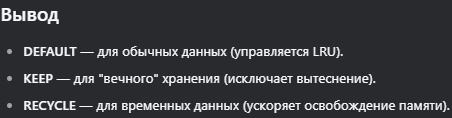 Вывод
• DEFAULT — для обычных данных (управляется LRU).
• KEEP — для "вечного" хранения (исключает вытеснение).
• RECYCLE — для временных данных (ускоряет освобождение памяти).